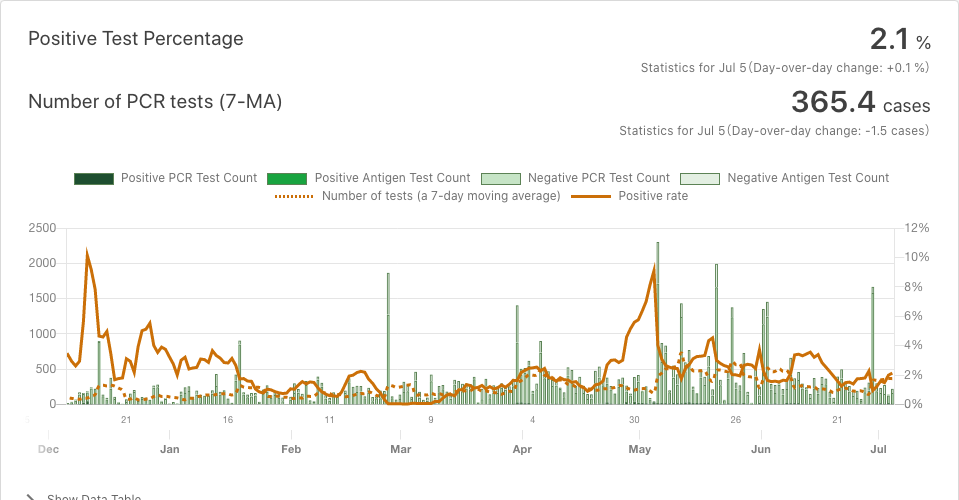 Positive Test Percentage
2.1 %
Statistics for Jul 5(Day-over-day change: +0.1 %)
Number of PCR tests (7-MA)
365.4 cases
Statistics for Jul 5(Day-over-day change: -1.5 cases)
Positive PCR Test Count Positive Antigen Test Count Negative PCR Test Count Negative Antigen Test Count
Number of tests (a 7-day moving average) Positive rate
2500 12%
2000 10%
1500 8%
6%
1000 4%
500 2%
0 0%
21 16 11 9 4 30 26 21
Dec Jan Feb Mar Apr May Jun Jul
Show Data Table